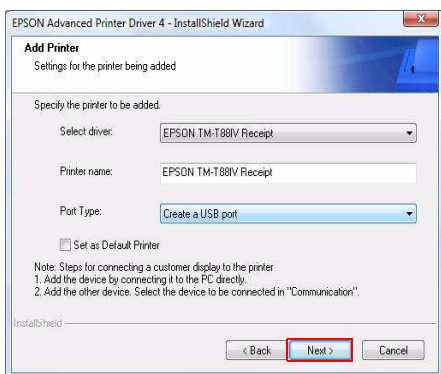 EPSON Advanced Printer Driver 4 - InstallShield Wizard
Add Printer
Settings for the printer being added
Specify the printer to be added.
Select driver: EPSON TM-T88IV Receipt
Printer name: EPSON TM-T88IV Receipt
Port Type: Create a USB port
Set as Default Printer
Note: Steps for connecting a customer display to the printer
1. Add the device by connecting it to the PC directly.
2. Add the other device. Select the device to be connected in "Communication".
InstallShield
< Back Next > Cancel